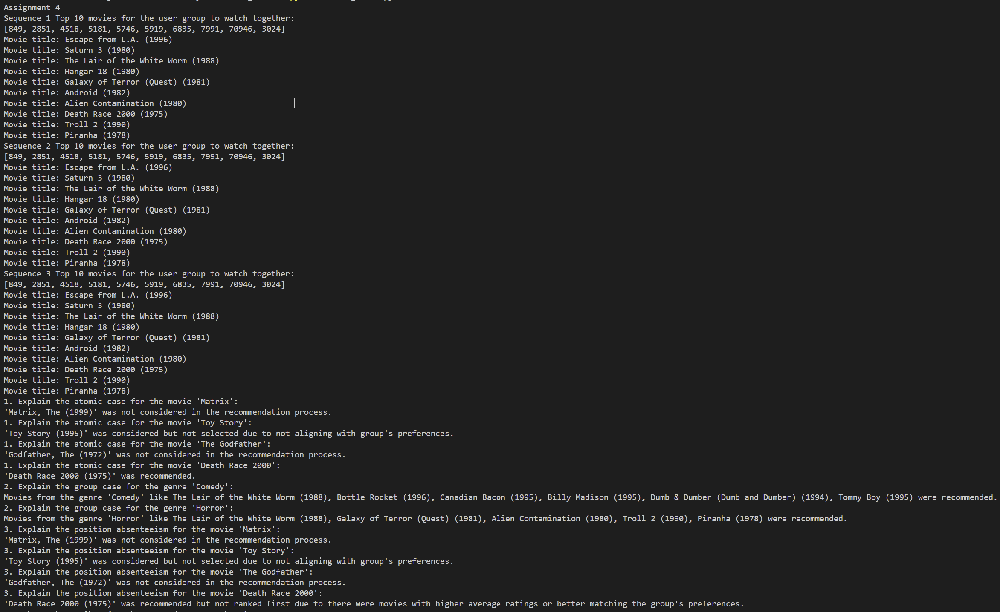 Assignment 4
Sequence 1 Top 10 movies for the user group to watch together:
[849, 2851, 4518, 5181, 5746, 5919, 6835, 7991, 70946, 3024]
Movie title: Escape from L.A. (1996)
Movie title: Saturn 3 (1980)
Movie title: The Lair of the White Worm (1988)
Movie title: Hangar 18 (1980)
Movie title: Galaxy of Terror (Quest) (1981)
Movie title: Android (1982)
Movie title: Alien Contamination (1980)
Movie title: Death Race 2000 (1975)
Movie title: Troll 2 (1990)
Movie title: Piranha (1978)
Sequence 2 Top 10 movies for the user group to watch together:
[849, 2851, 4518, 5181, 5746, 5919, 6835, 7991, 70946, 3024]
Movie title: Escape from L.A. (1996)
Movie title: Saturn 3 (1980)
Movie title: The Lair of the White Worm (1988)
Movie title: Hangar 18 (1980)
Movie title: Galaxy of Terror (Quest) (1981)
Movie title: Android (1982)
Movie title: Alien Contamination (1980)
Movie title: Death Race 2000 (1975)
Movie title: Troll 2 (1990)
Movie title: Piranha (1978)
Sequence 3 Top 10 movies for the user group to watch together:
[849, 2851, 4518, 5181, 5746, 5919, 6835, 7991, 70946, 3024]
Movie title: Escape from L.A. (1996)
Movie title: Saturn 3 (1980)
Movie title: The Lair of the White Worm (1988)
Movie title: Hangar 18 (1980)
Movie title: Galaxy of Terror (Quest) (1981)
Movie title: Android (1982)
Movie title: Alien Contamination (1980)
Movie title: Death Race 2000 (1975)
Movie title: Troll 2 (1990)
Movie title: Piranha (1978)
1. Explain the atomic case for the movie 'Matrix':
'Matrix, The (1999)' was not considered in the recommendation process.
1. Explain the atomic case for the movie 'Toy Story':
'Toy Story (1995)' was considered but not selected due to not aligning with group's preferences.
1. Explain the atomic case for the movie 'The Godfather':
'Godfather, The (1972)' was not considered in the recommendation process.
1. Explain the atomic case for the movie 'Death Race 2000':
'Death Race 2000 (1975)' was recommended.
2. Explain the group case for the genre 'Comedy':
Movies from the genre 'Comedy' like The Lair of the White Worm (1988), Bottle Rocket (1996), Canadian Bacon (1995), Billy Madison (1995), Dumb & Dumber (Dumb and Dumber) (1994), Tommy Boy (1995) were recommended.
2. Explain the group case for the genre 'Horror':
Movies from the genre 'Horror' like The Lair of the White Worm (1988), Galaxy of Terror (Quest) (1981), Alien Contamination (1980), Troll 2 (1990), Piranha (1978) were recommended.
3. Explain the position absenteeism for the movie 'Matrix':
'Matrix, The (1999)' was not considered in the recommendation process.
3. Explain the position absenteeism for the movie 'Toy Story':
'Toy Story (1995)' was considered but not selected due to not aligning with group's preferences.
3. Explain the position absenteeism for the movie 'The Godfather':
'Godfather, The (1972)' was not considered in the recommendation process.
3. Explain the position absenteeism for the movie 'Death Race 2000':
'Death Race 2000 (1975)' was recommended but not ranked first due to there were movies with higher average ratings or better matching the group's preferences.